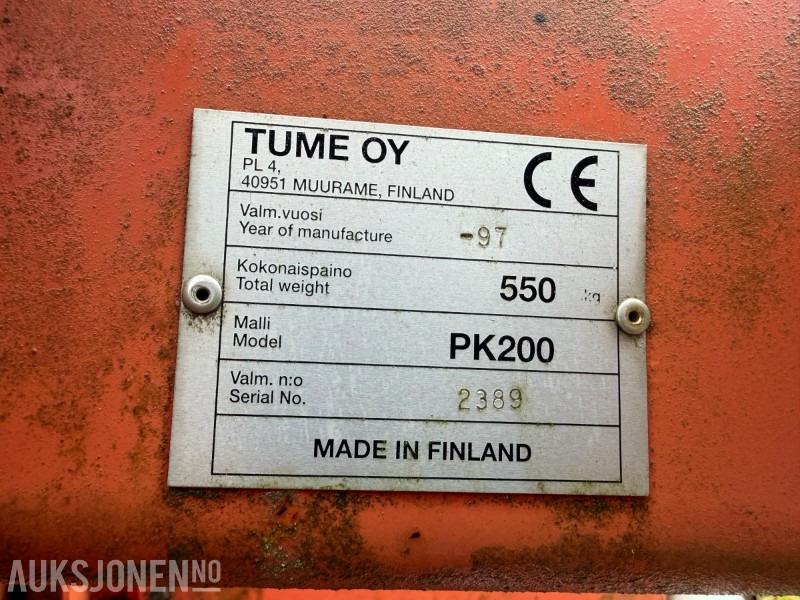 TUME OY
PL 4,
40951 MUURAME, FINLAND
CE
Valm.vuosi
Year of manufacture
-97
Kokonaispaino
Total weight
550 kg
Malli
Model
PK200
Valm. n:o
Serial No.
2389
MADE IN FINLAND
AUKSJONEN.NO